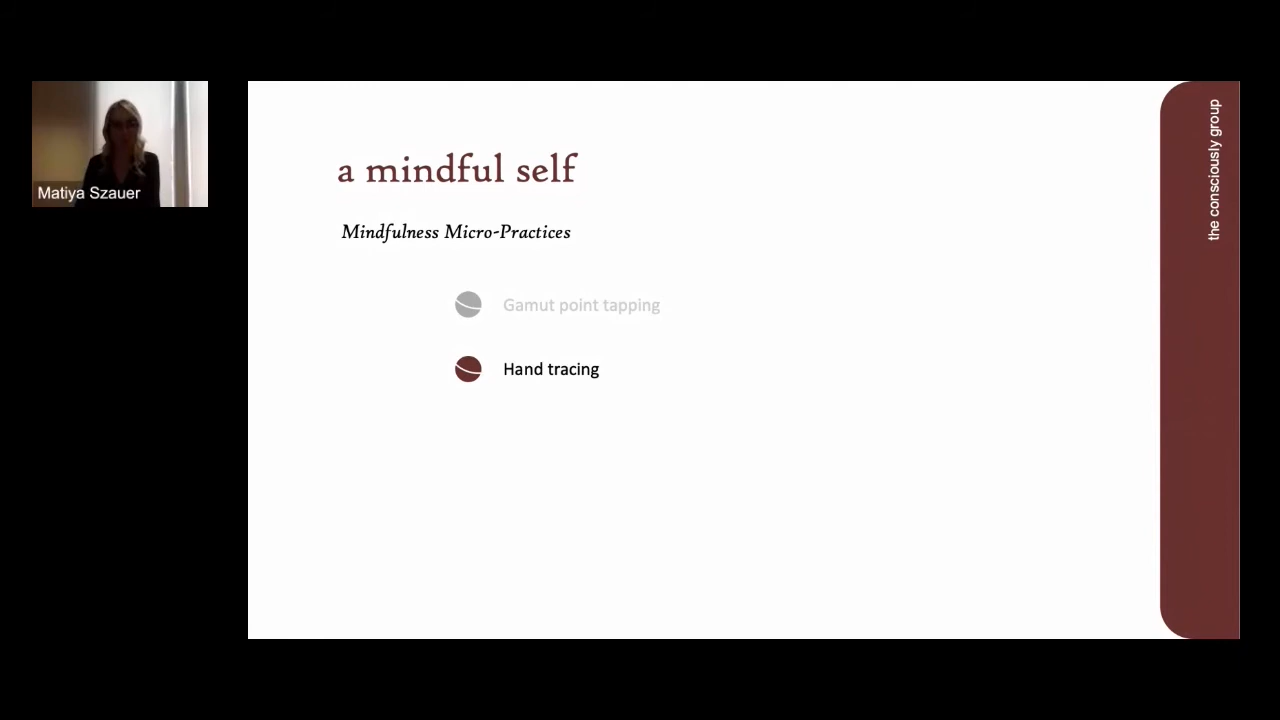 Matiya Szauer
a mindful self
Mindfulness Micro-Practices
Gamut point tapping
Hand tracing
the consciously group